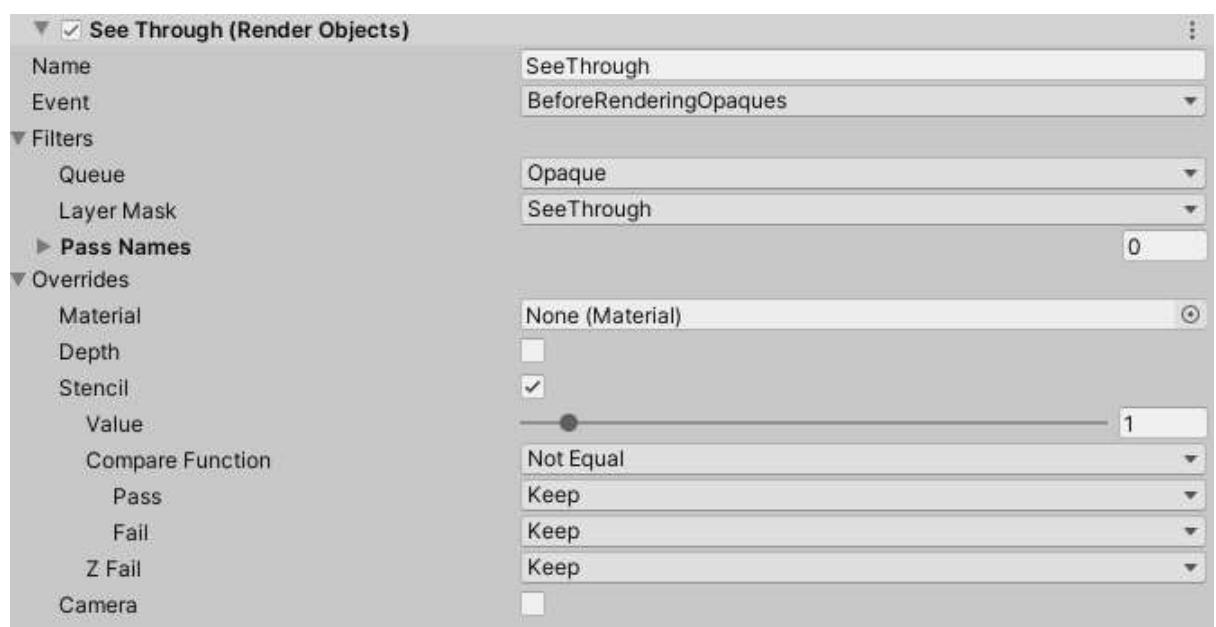 See Through (Render Objects)
Name SeeThrough
Event BeforeRenderingOpaques
Filters
Queue Opaque
Layer Mask SeeThrough
Pass Names 0
Overrides
Material None (Material)
Depth
Stencil
Value 1
Compare Function Not Equal
Pass Keep
Fail Keep
Z Fail Keep
Camera